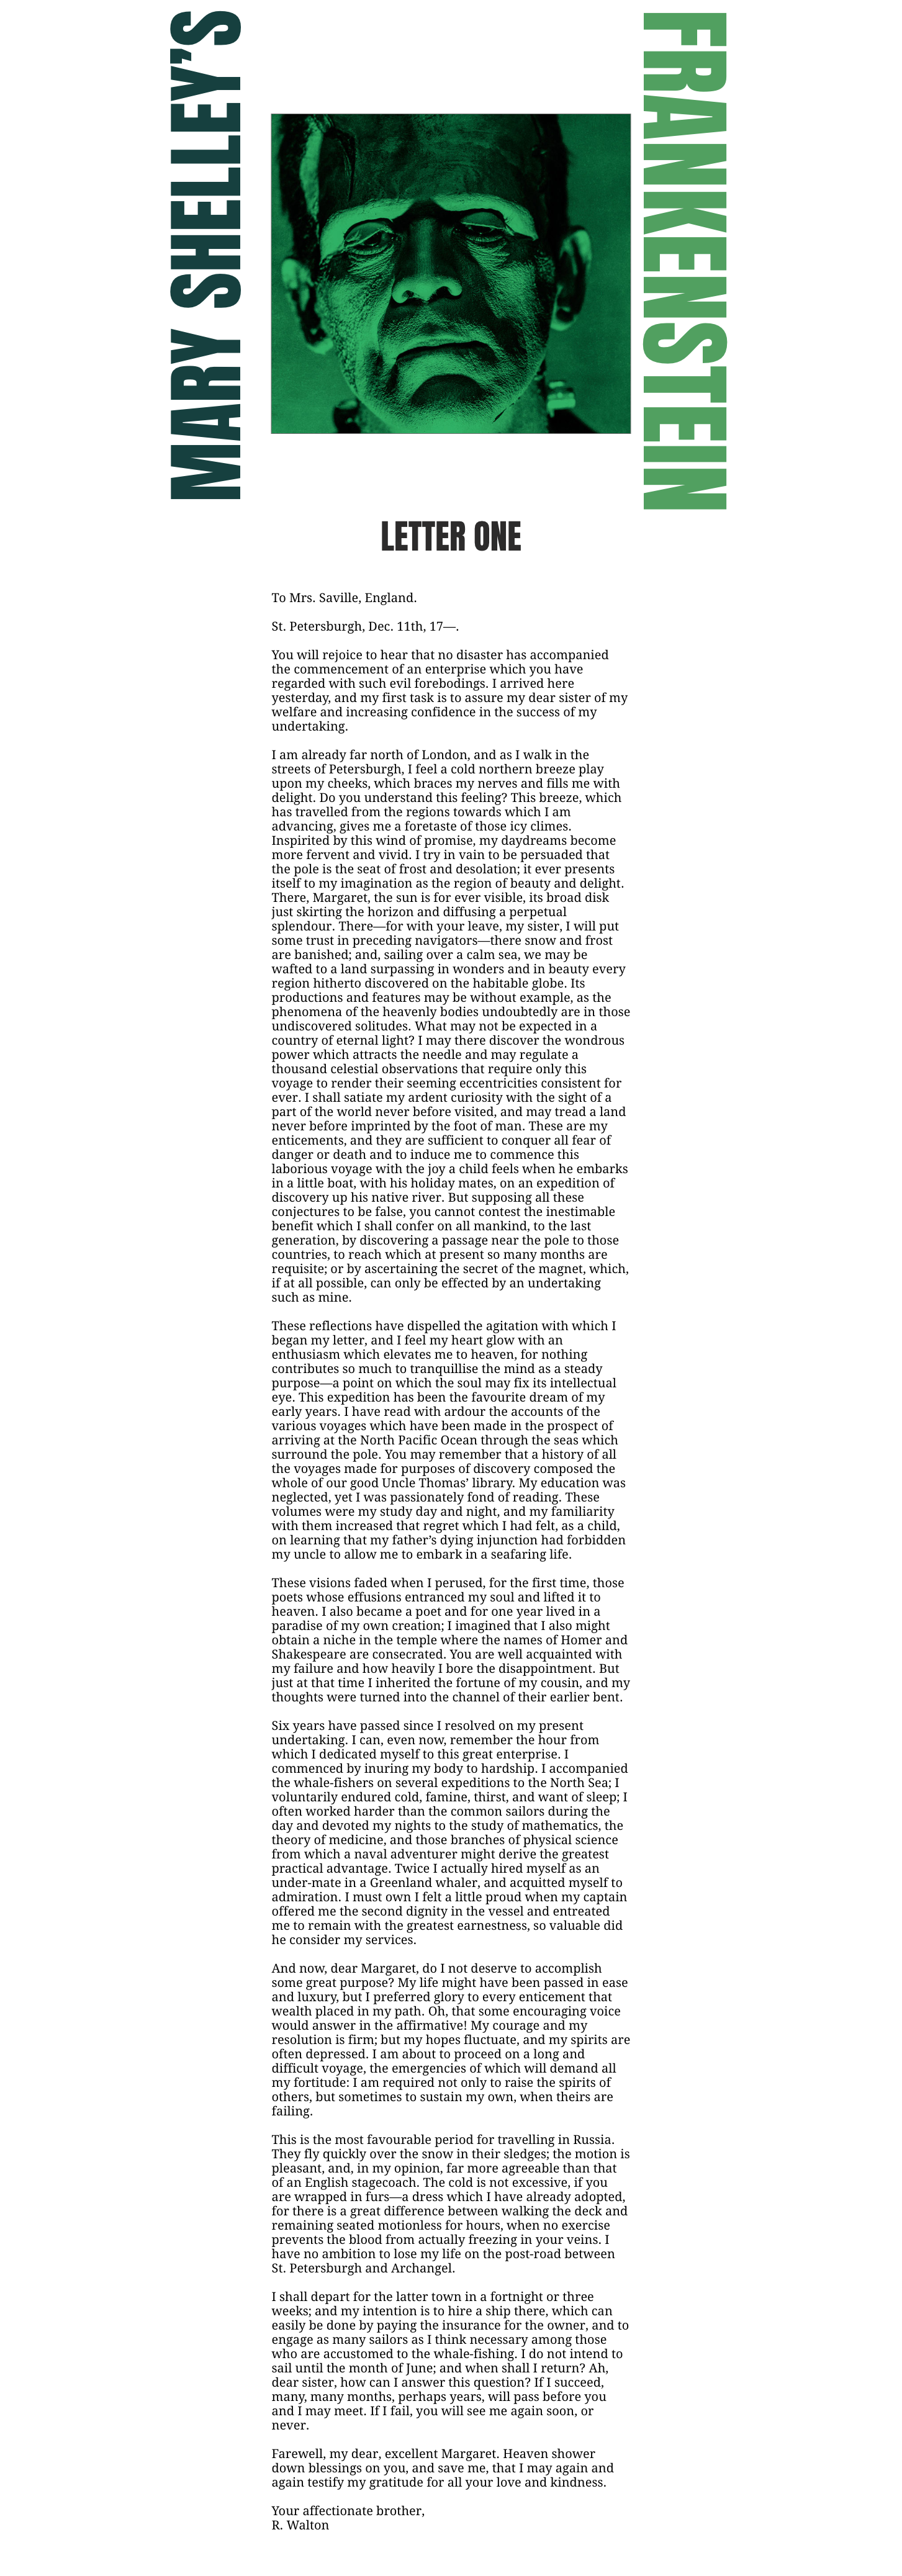 MARY SHELLEY'S
FRANKENSTEIN
LETTER ONE
To Mrs. Saville, England.
St. Petersburgh, Dec. 11th, 17—.
You will rejoice to hear that no disaster has accompanied
the commencement of an enterprise which you have
regarded with such evil forebodings. I arrived here
yesterday, and my first task is to assure my dear sister of my
welfare and increasing confidence in the success of my
undertaking.
I am already far north of London, and as I walk in the
streets of Petersburgh, I feel a cold northern breeze play
upon my cheeks, which braces my nerves and fills me with
delight. Do you understand this feeling? This breeze, which
has travelled from the regions towards which I am
advancing, gives me a foretaste of those icy climes.
Inspirited by this wind of promise, my daydreams become
more fervent and vivid. I try in vain to be persuaded that
the pole is the seat of frost and desolation; it ever presents
itself to my imagination as the region of beauty and delight.
There, Margaret, the sun is for ever visible, its broad disk
just skirting the horizon and diffusing a perpetual
splendour. There—for with your leave, my sister, I will put
some trust in preceding navigators—there snow and frost
are banished; and, sailing over a calm sea, we may be
wafted to a land surpassing in wonders and in beauty every
region hitherto discovered on the habitable globe. Its
productions and features may be without example, as the
phenomena of the heavenly bodies undoubtedly are in those
undiscovered solitudes. What may not be expected in a
country of eternal light? I may there discover the wondrous
power which attracts the needle and may regulate a
thousand celestial observations that require only this
voyage to render their seeming eccentricities consistent for
ever. I shall satiate my ardent curiosity with the sight of a
part of the world never before visited, and may tread a land
never before imprinted by the foot of man. These are my
enticements, and they are sufficient to conquer all fear of
danger or death and to induce me to commence this
laborious voyage with the joy a child feels when he embarks
in a little boat, with his holiday mates, on an expedition of
discovery up his native river. But supposing all these
conjectures to be false, you cannot contest the inestimable
benefit which I shall confer on all mankind, to the last
generation, by discovering a passage near the pole to those
countries, to reach which at present so many months are
requisite; or by ascertaining the secret of the magnet, which,
if at all possible, can only be effected by an undertaking
such as mine.
These reflections have dispelled the agitation with which I
began my letter, and I feel my heart glow with an
enthusiasm which elevates me to heaven, for nothing
contributes so much to tranquillise the mind as a steady
purpose—a point on which the soul may fix its intellectual
eye. This expedition has been the favourite dream of my
early years. I have read with ardour the accounts of the
various voyages which have been made in the prospect of
arriving at the North Pacific Ocean through the seas which
surround the pole. You may remember that a history of all
the voyages made for purposes of discovery composed the
whole of our good Uncle Thomas’ library. My education was
neglected, yet I was passionately fond of reading. These
volumes were my study day and night, and my familiarity
with them increased that regret which I had felt, as a child,
on learning that my father’s dying injunction had forbidden
my uncle to allow me to embark in a seafaring life.
These visions faded when I perused, for the first time, those
poets whose effusions entranced my soul and lifted it to
heaven. I also became a poet and for one year lived in a
paradise of my own creation; I imagined that I also might
obtain a niche in the temple where the names of Homer and
Shakespeare are consecrated. You are well acquainted with
my failure and how heavily I bore the disappointment. But
just at that time I inherited the fortune of my cousin, and my
thoughts were turned into the channel of their earlier bent.
Six years have passed since I resolved on my present
undertaking. I can, even now, remember the hour from
which I dedicated myself to this great enterprise. I
commenced by inuring my body to hardship. I accompanied
the whale-fishers on several expeditions to the North Sea; I
voluntarily endured cold, famine, thirst, and want of sleep; I
often worked harder than the common sailors during the
day and devoted my nights to the study of mathematics, the
theory of medicine, and those branches of physical science
from which a naval adventurer might derive the greatest
practical advantage. Twice I actually hired myself as an
under-mate in a Greenland whaler, and acquitted myself to
admiration. I must own I felt a little proud when my captain
offered me the second dignity in the vessel and entreated
me to remain with the greatest earnestness, so valuable did
he consider my services.
And now, dear Margaret, do I not deserve to accomplish
some great purpose? My life might have been passed in ease
and luxury, but I preferred glory to every enticement that
wealth placed in my path. Oh, that some encouraging voice
would answer in the affirmative! My courage and my
resolution is firm; but my hopes fluctuate, and my spirits are
often depressed. I am about to proceed on a long and
difficult voyage, the emergencies of which will demand all
my fortitude: I am required not only to raise the spirits of
others, but sometimes to sustain my own, when theirs are
failing.
This is the most favourable period for travelling in Russia.
They fly quickly over the snow in their sledges; the motion is
pleasant, and, in my opinion, far more agreeable than that
of an English stagecoach. The cold is not excessive, if you
are wrapped in furs—a dress which I have already adopted,
for there is a great difference between walking the deck and
remaining seated motionless for hours, when no exercise
prevents the blood from actually freezing in your veins. I
have no ambition to lose my life on the post-road between
St. Petersburgh and Archangel.
I shall depart for the latter town in a fortnight or three
weeks; and my intention is to hire a ship there, which can
easily be done by paying the insurance for the owner, and to
engage as many sailors as I think necessary among those
who are accustomed to the whale-fishing. I do not intend to
sail until the month of June; and when shall I return? Ah,
dear sister, how can I answer this question? If I succeed,
many, many months, perhaps years, will pass before you
and I may meet. If I fail, you will see me again soon, or
never.
Farewell, my dear, excellent Margaret. Heaven shower
down blessings on you, and save me, that I may again and
again testify my gratitude for all your love and kindness.
Your affectionate brother,
R. Walton